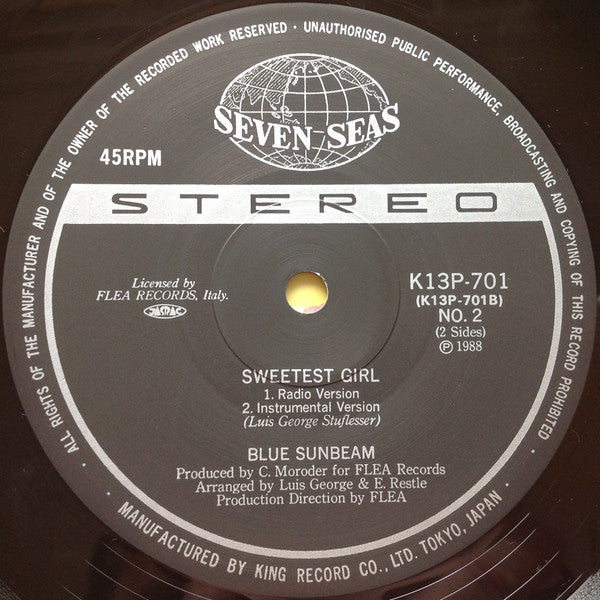 ALL RIGHTS OF THE MANUFACTURER AND OF THE OWNER OF THE RECORDED WORK RESERVED · UNAUTHORISED PUBLIC PERFORMANCE, BROADCASTING AND COPYING OF THIS RECORD PROHIBITED
SEVEN SEAS
45RPM
STEREO
Licensed by
FLEA RECORDS, Italy.
JASRAC
K13P-701
(K13P-701B)
NO. 2
(2 Sides)
Ⓟ 1988
SWEETEST GIRL
1. Radio Version
2. Instrumental Version
(Luis George Stuflesser)
BLUE SUNBEAM
Produced by C. Moroder for FLEA Records
Arranged by Luis George & E. Restle
Production Direction by FLEA
· MANUFACTURED BY KING RECORD CO., LTD. TOKYO, JAPAN ·